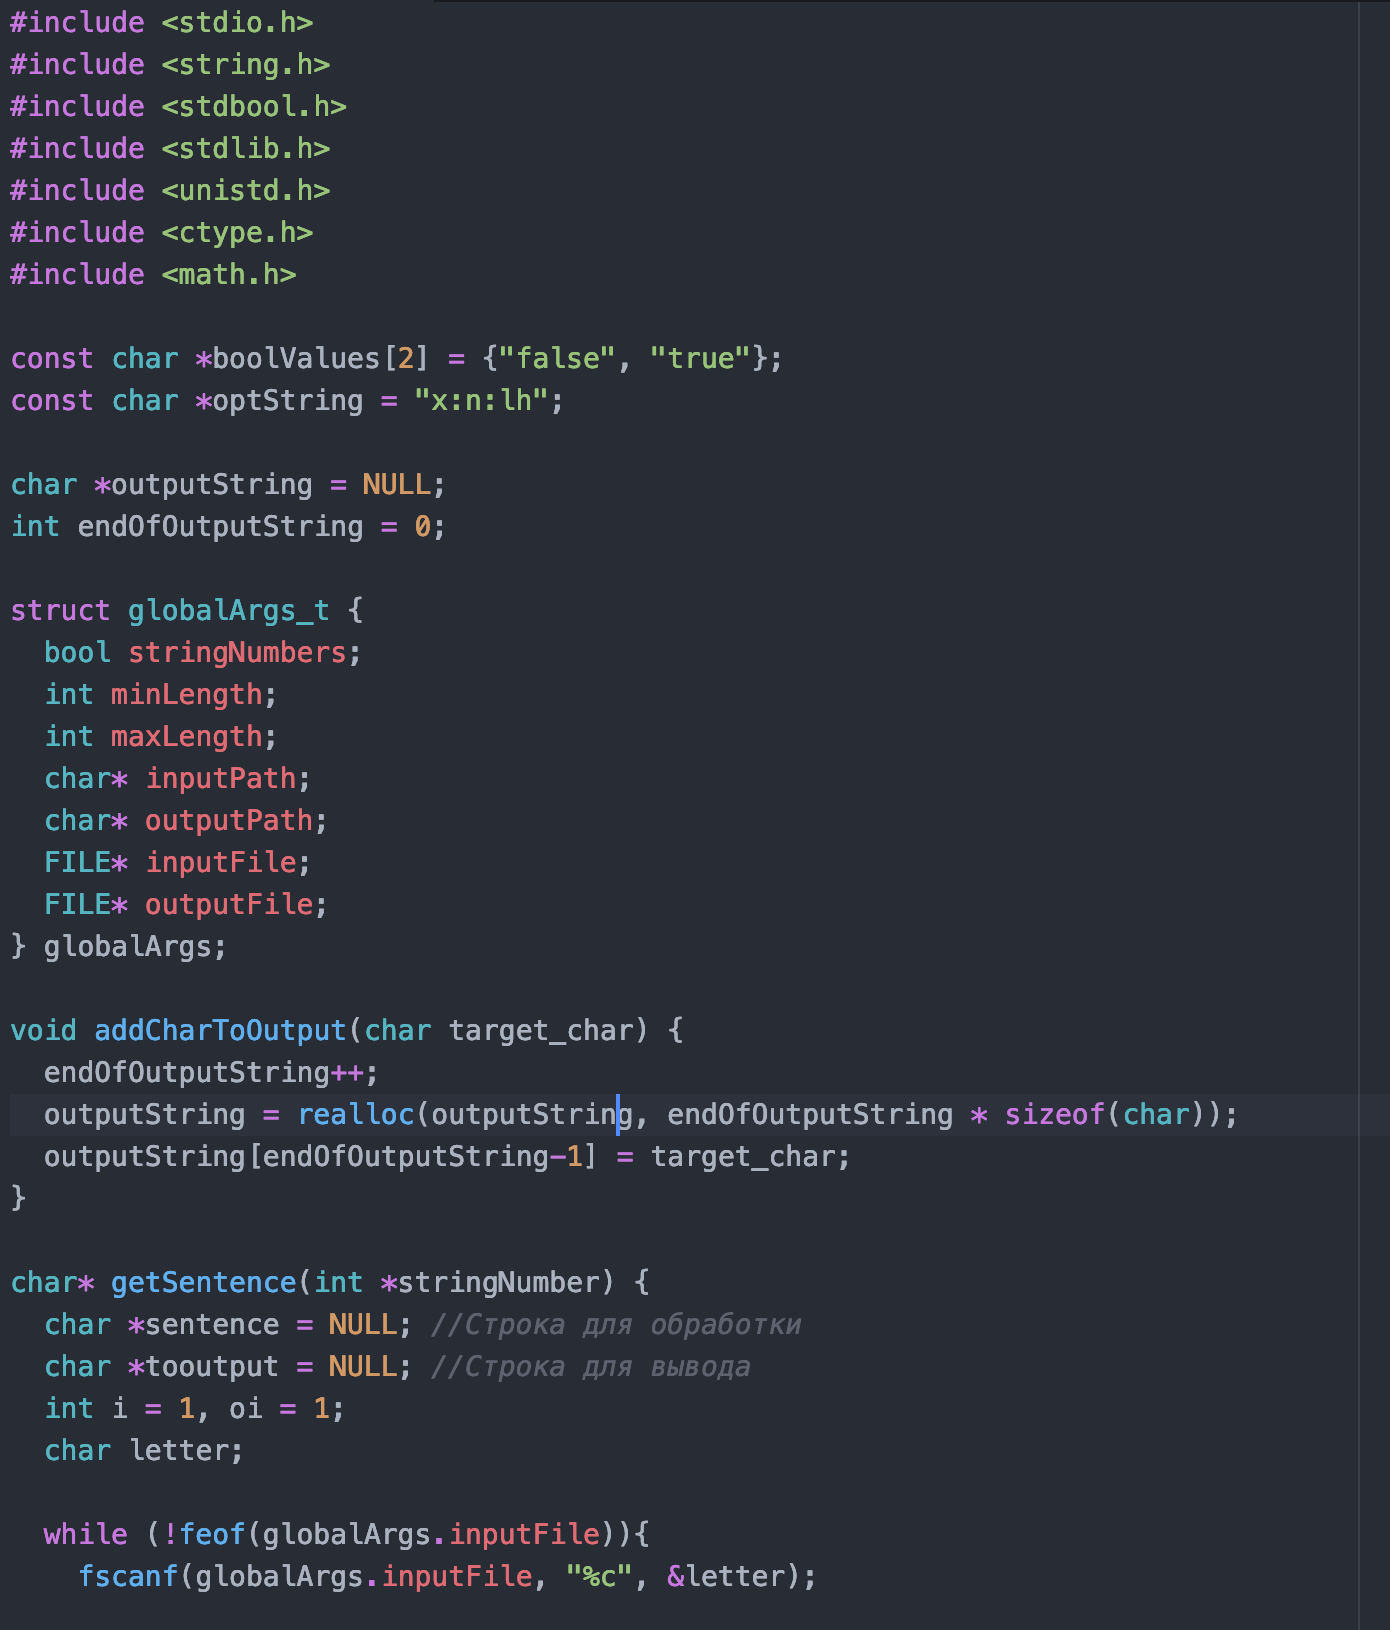 #include <stdio.h>
#include <string.h>
#include <stdbool.h>
#include <stdlib.h>
#include <unistd.h>
#include <ctype.h>
#include <math.h>
const char *boolValues[2] = {"false", "true"};
const char *optString = "x:n:lh";
char *outputString = NULL;
int endOfOutputString = 0;
struct globalArgs_t {
  bool stringNumbers;
  int minLength;
  int maxLength;
  char* inputPath;
  char* outputPath;
  FILE* inputFile;
  FILE* outputFile;
} globalArgs;
void addCharToOutput(char target_char) {
  endOfOutputString++;
  outputString = realloc(outputString, endOfOutputString * sizeof(char));
  outputString[endOfOutputString-1] = target_char;
}
char* getSentence(int *stringNumber) {
  char *sentence = NULL; //Строка для обработки
  char *tooutput = NULL; //Строка для вывода
  int i = 1, oi = 1;
  char letter;
  while (!feof(globalArgs.inputFile)){
    fscanf(globalArgs.inputFile, "%c", &letter);